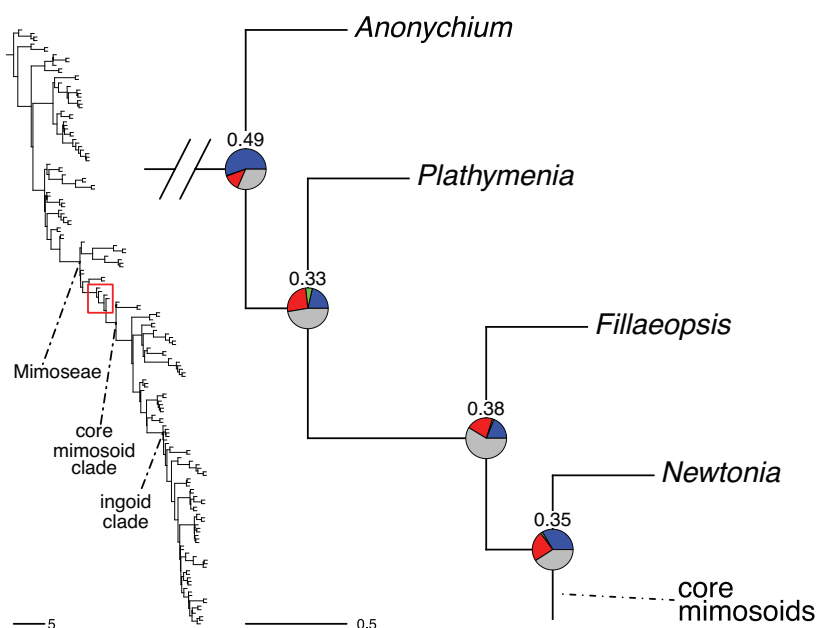 Anonychium
0.49
Plathymenia
0.33
Fillaeopsis
Mimoseae
0.38
core
mimosoid
clade
Newtonia
ingoid
clade
0.35
core
mimosoids
5
0.5